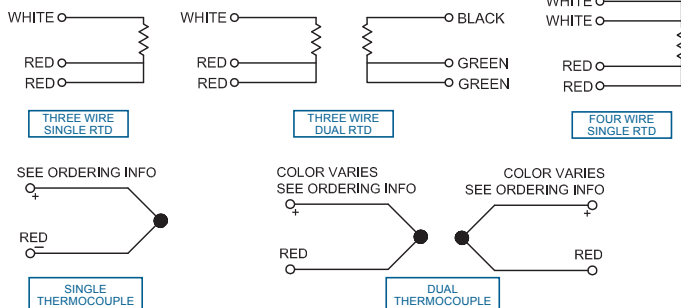 WHITE
RED
RED
THREE WIRE
SINGLE RTD
WHITE
RED
RED
BLACK
GREEN
GREEN
THREE WIRE
DUAL RTD
WHITE
WHITE
RED
RED
FOUR WIRE
SINGLE RTD
SEE ORDERING INFO
+
RED
–
SINGLE
THERMOCOUPLE
COLOR VARIES
SEE ORDERING INFO
+
RED
COLOR VARIES
SEE ORDERING INFO
+
RED
DUAL
THERMOCOUPLE